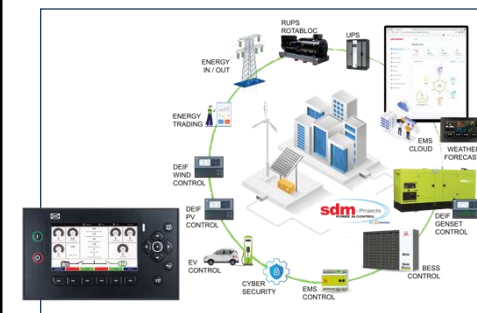 RUPS
ROTABLOC
UPS
ENERGY
IN / OUT
ENERGY
TRADING
EMS
CLOUD
WEATHER
FORECAST
DEIF
WIND
CONTROL
DEIF
PV
CONTROL
sdm Projects
POWER IN CONTROL
DEIF
GENSET
CONTROL
EV
CONTROL
CYBER
SECURITY
EMS
CONTROL
BESS
CONTROL